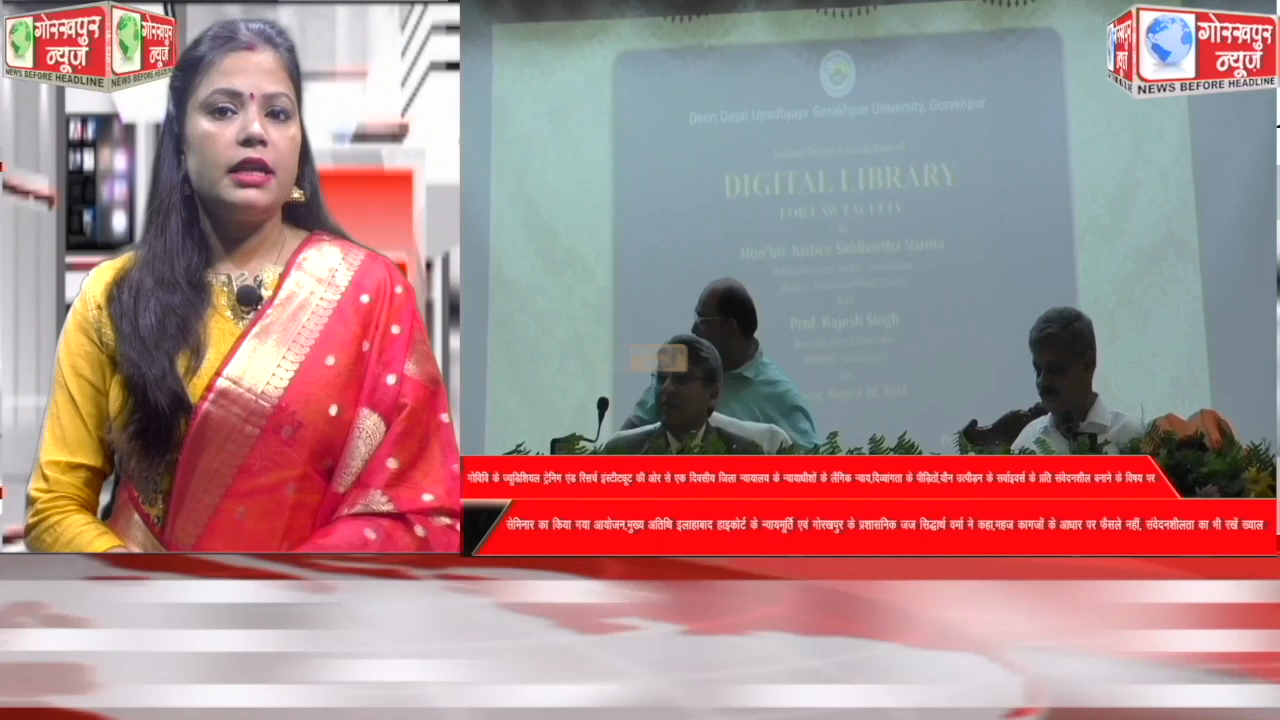 गोरखपुर
न्यूज़
NEWS BEFORE HEADLINE
गोरखपुर
न्यूज़
गोरखपुर
न्यूज़
NEWS BEFORE HEADLINE
Deen Dayal Upadhyaya Gorakhpur University, Gorakhpur
DIGITAL LIBRARY
FOR LAW FACULTY
Hon'ble Justice Siddhartha Varma
Prof. Rajesh Singh
गोविवि के ज्यूडिशियल ट्रेनिंग एंड रिसर्च इंस्टीटयूट की ओर से एक दिवसीय जिला न्यायालय के न्यायाधीशों के लैंगिक न्याय,दिव्यांगता के पीड़ितों,यौन उत्पीड़न के सर्वाइवर्स के प्रति संवेदनशील बनाने के विषय पर
सेमिनार का किया गया आयोजन,मुख्य अतिथि इलाहाबाद हाइकोर्ट के न्यायमूर्ति एवं गोरखपुर के प्रशासनिक जज सिद्धार्थ वर्मा ने कहा,महज कागजों के आधार पर फैसले नहीं, संवेदनशीलता का भी रखें ख्याल